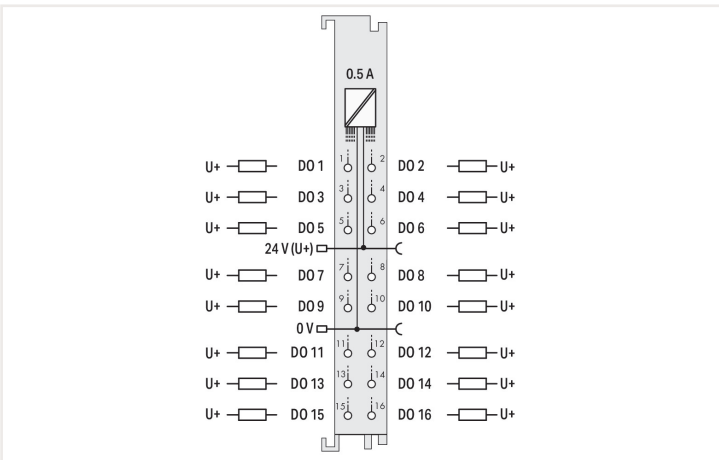 0.5 A
U+ DO 1 1 2 DO 2 U+
U+ DO 3 3 4 DO 4 U+
U+ DO 5 5 6 DO 6 U+
24 V (U+)
U+ DO 7 7 8 DO 8 U+
U+ DO 9 9 10 DO 10 U+
0 V
U+ DO 11 11 12 DO 12 U+
U+ DO 13 13 14 DO 14 U+
U+ DO 15 15 16 DO 16 U+